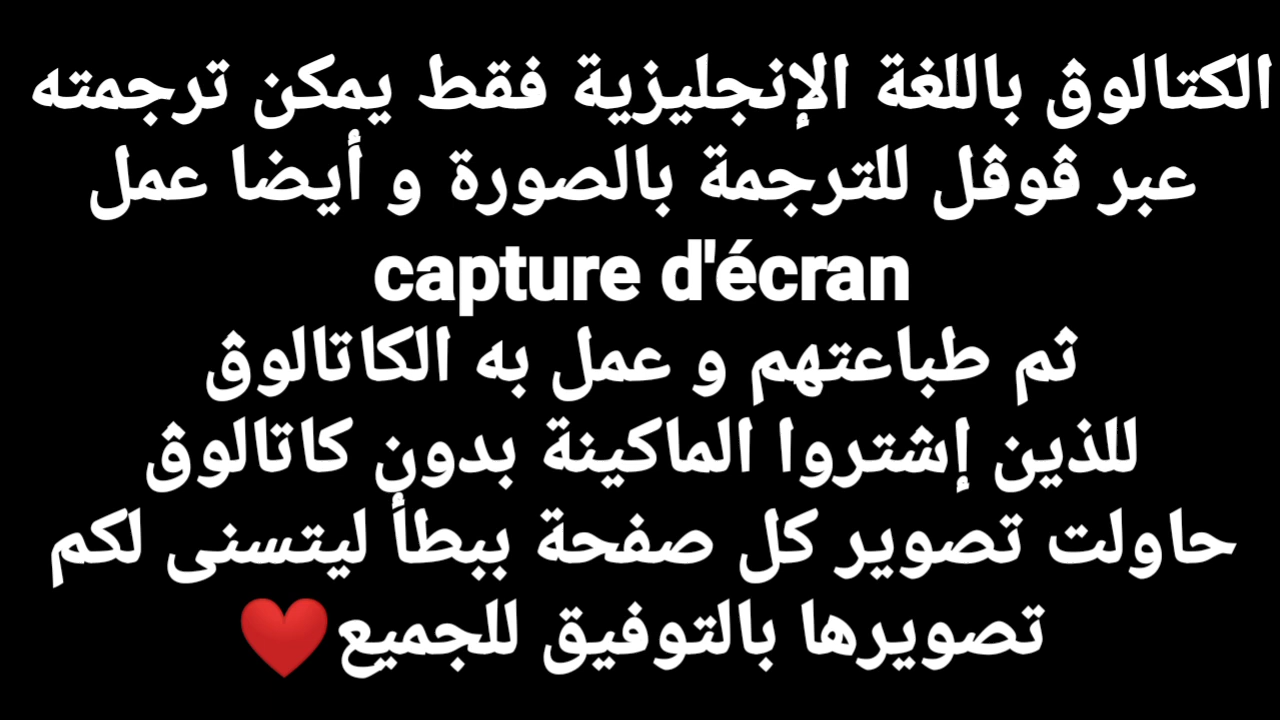 الكتالوڨ باللغة الإنجليزية فقط يمكن ترجمته
عبر ڨوڨل للترجمة بالصورة و أيضا عمل
capture d'écran
ثم طباعتهم و عمل به الكاتالوڨ
للذين إشتروا الماكينة بدون كاتالوڨ
حاولت تصوير كل صفحة ببطأ ليتسنى لكم
تصويرها بالتوفيق للجميع❤️